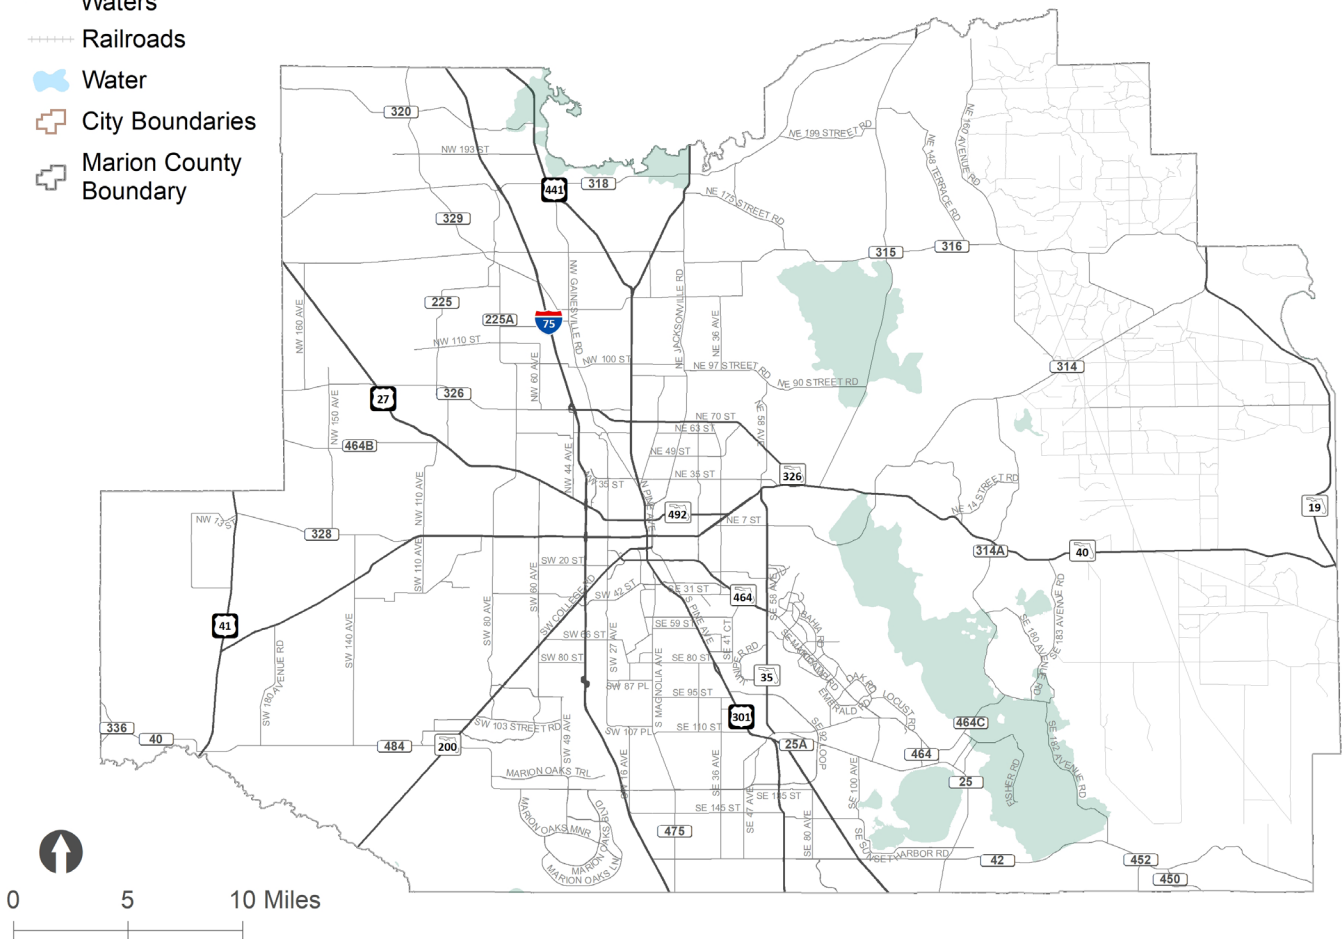 Waters
Railroads
Water
City Boundaries
Marion County
Boundary
320
NW 193 ST
441
318
329
NE 199 STREET RD
NE 160 AVENUE RD
NE 148 TERRACE RD
NE 175 STREET RD
315
316
NW 160 AVE
225
225A
75
NW GAINESVILLE RD
NE JACKSONVILLE RD
NE 36 AVE
NW 110 ST
NW 60 AVE
NW 100 ST
NE 97 STREET RD
NE 90 STREET RD
314
27
326
NW 150 AVE
464B
NE 70 ST
NE 63 ST
NE 58 AVE
NE 49 ST
NW 44 AVE
NW 35 ST
NE 35 ST
326
NW 110 AVE
N PINE AVE
492
NE 7 ST
NE 14 STREET RD
19
NW 73 ST
328
314A
40
SW 110 AVE
SW 20 ST
SW 60 AVE
SW COLLEGE RD
SW 42 ST
SE 31 ST
464
SE 58 AVE
SE 183 AVENUE RD
41
SW 140 AVE
SW 80 AVE
SW 66 ST
SW 27 AVE
SE 59 ST
S PINE AVE
SE 41 CT
BAHIA RD
SE 180 AVENUE RD
SW 180 AVENUE RD
SW 80 ST
SE 80 ST
35
OAK RD
LOCUST RD
EMERALD RD
SW 87 PL
S MAGNOLIA AVE
SE 95 ST
336
40
484
200
SW 103 STREET RD
SW 49 AVE
SW 107 PL
SE 110 ST
301
25A
SE 92 LOOP
464
464C
SE 182 AVENUE RD
MARION OAKS TRL
SW 16 AVE
SE 36 AVE
SE 100 AVE
25
FISHER RD
MARION OAKS MNR
MARION OAKS BLVD
MARION OAKS LN
475
SE 145 ST
SE 47 AVE
SE 135 ST
SE 80 AVE
SE SUNSET HARBOR RD
42
452
450
0
5
10 Miles